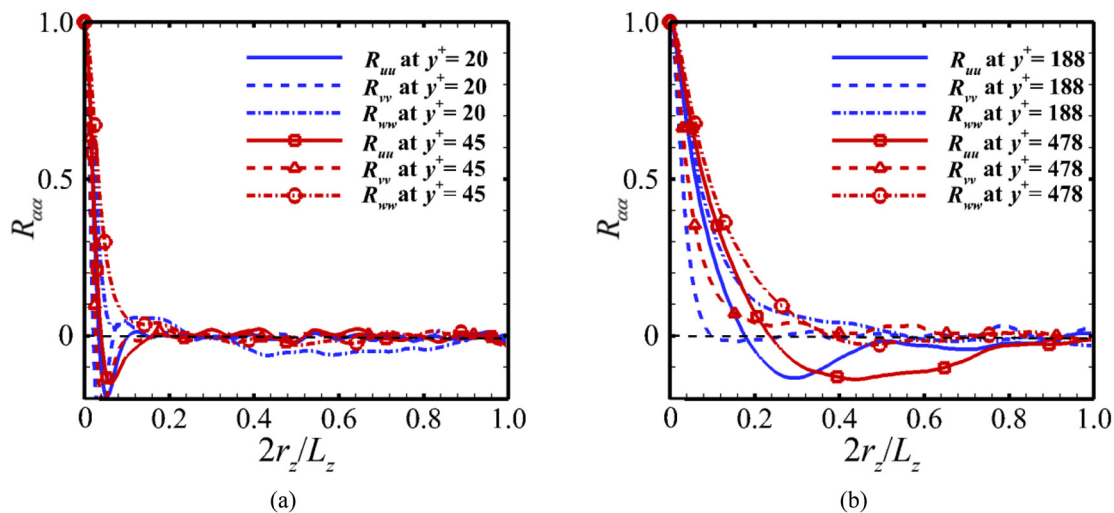 1.0
0.5
0
R_αα
R_uu at y⁺ = 20
R_vv at y⁺ = 20
R_ww at y⁺ = 20
R_uu at y⁺ = 45
R_vv at y⁺ = 45
R_ww at y⁺ = 45
0 0.2 0.4 0.6 0.8 1.0
2r_z/L_z
(a)
1.0
0.5
0
R_αα
R_uu at y⁺ = 188
R_vv at y⁺ = 188
R_ww at y⁺ = 188
R_uu at y⁺ = 478
R_vv at y⁺ = 478
R_ww at y⁺ = 478
0 0.2 0.4 0.6 0.8 1.0
2r_z/L_z
(b)